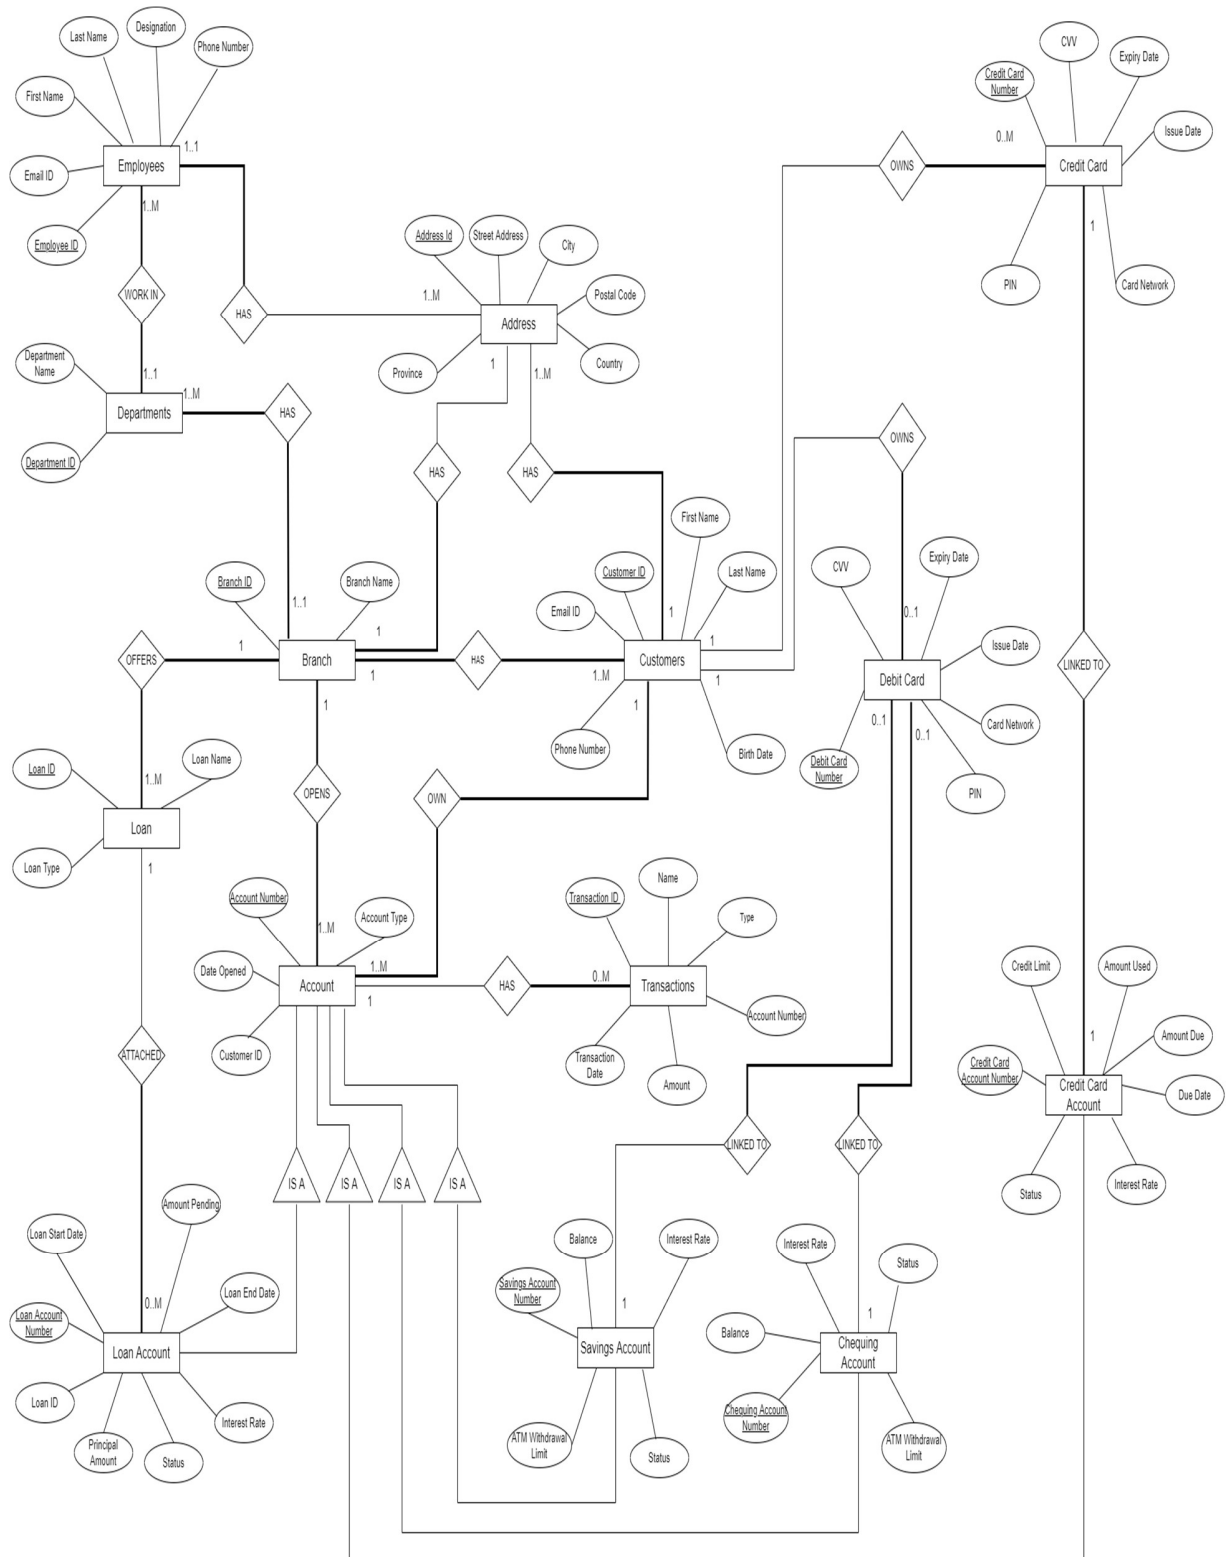 Designation
Last Name
Phone Number
First Name
1..1
Employees
Email ID
1..M
Employee ID
WORK IN
HAS
Department
Name
1..1
1..M
Departments
HAS
Department ID
Address Id
Street Address
City
1..M
Postal Code
Address
Province
1
1..M
Country
HAS
HAS
CVV
Expiry Date
Credit Card
Number
0..M
Issue Date
OWNS
Credit Card
1
PIN
Card Network
OWNS
First Name
Customer ID
Last Name
Email ID
1
1
Customers
1..M
1
1
Phone Number
Birth Date
Branch ID
Branch Name
1..1
1
OFFERS
1
Branch
1
HAS
1
CVV
Expiry Date
0..1
Issue Date
Debit Card
LINKED TO
0..1
0..1
Card Network
Debit Card
Number
PIN
Loan ID
Loan Name
1..M
Loan
Loan Type
1
OPENS
OWN
Account Number
Account Type
1..M
Date Opened
1..M
Account
1
Customer ID
HAS
Name
Transaction ID
Type
0..M
Transactions
Account Number
Transaction
Date
Amount
Credit Limit
Amount Used
1
Amount Due
Credit Card
Account Number
Credit Card
Account
Due Date
Status
Interest Rate
ATTACHED
IS A
IS A
IS A
IS A
LINKED TO
LINKED TO
Amount Pending
Loan Start Date
Loan End Date
0..M
Loan Account
Number
Loan Account
Loan ID
Interest Rate
Principal
Amount
Status
Balance
Interest Rate
Savings Account
Number
1
Savings Account
ATM Withdrawal
Limit
Status
Interest Rate
Status
1
Balance
Chequing
Account
Chequing Account
Number
ATM Withdrawal
Limit